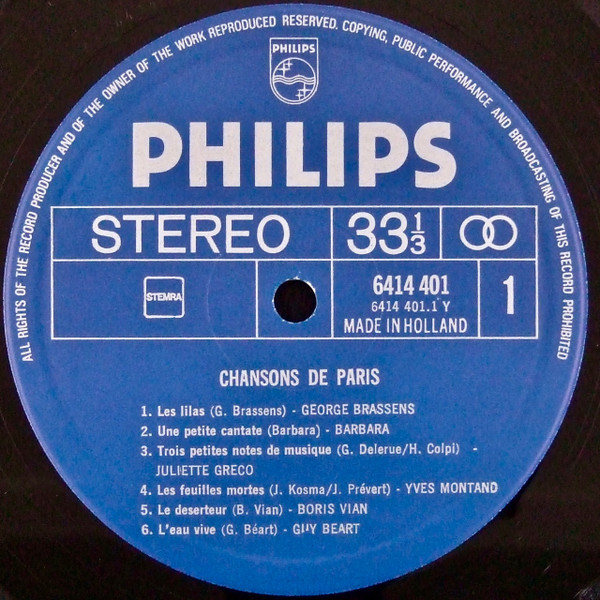 ALL RIGHTS OF THE RECORD PRODUCER AND OF THE OWNER OF THE WORK REPRODUCED RESERVED. COPYING, PUBLIC PERFORMANCE AND BROADCASTING OF THIS RECORD PROHIBITED
PHILIPS
PHILIPS
STEREO 33 1/3
STEMRA
6414 401
6414 401.1 Y
MADE IN HOLLAND
1
CHANSONS DE PARIS
1. Les lilas (G. Brassens) - GEORGE BRASSENS
2. Une petite cantate (Barbara) - BARBARA
3. Trois petites notes de musique (G. Delerue/H. Colpi) -
JULIETTE GRECO
4. Les feuilles mortes (J. Kosma/J. Prévert) - YVES MONTAND
5. Le deserteur (B. Vian) - BORIS VIAN
6. L'eau vive (G. Béart) - GUY BEART